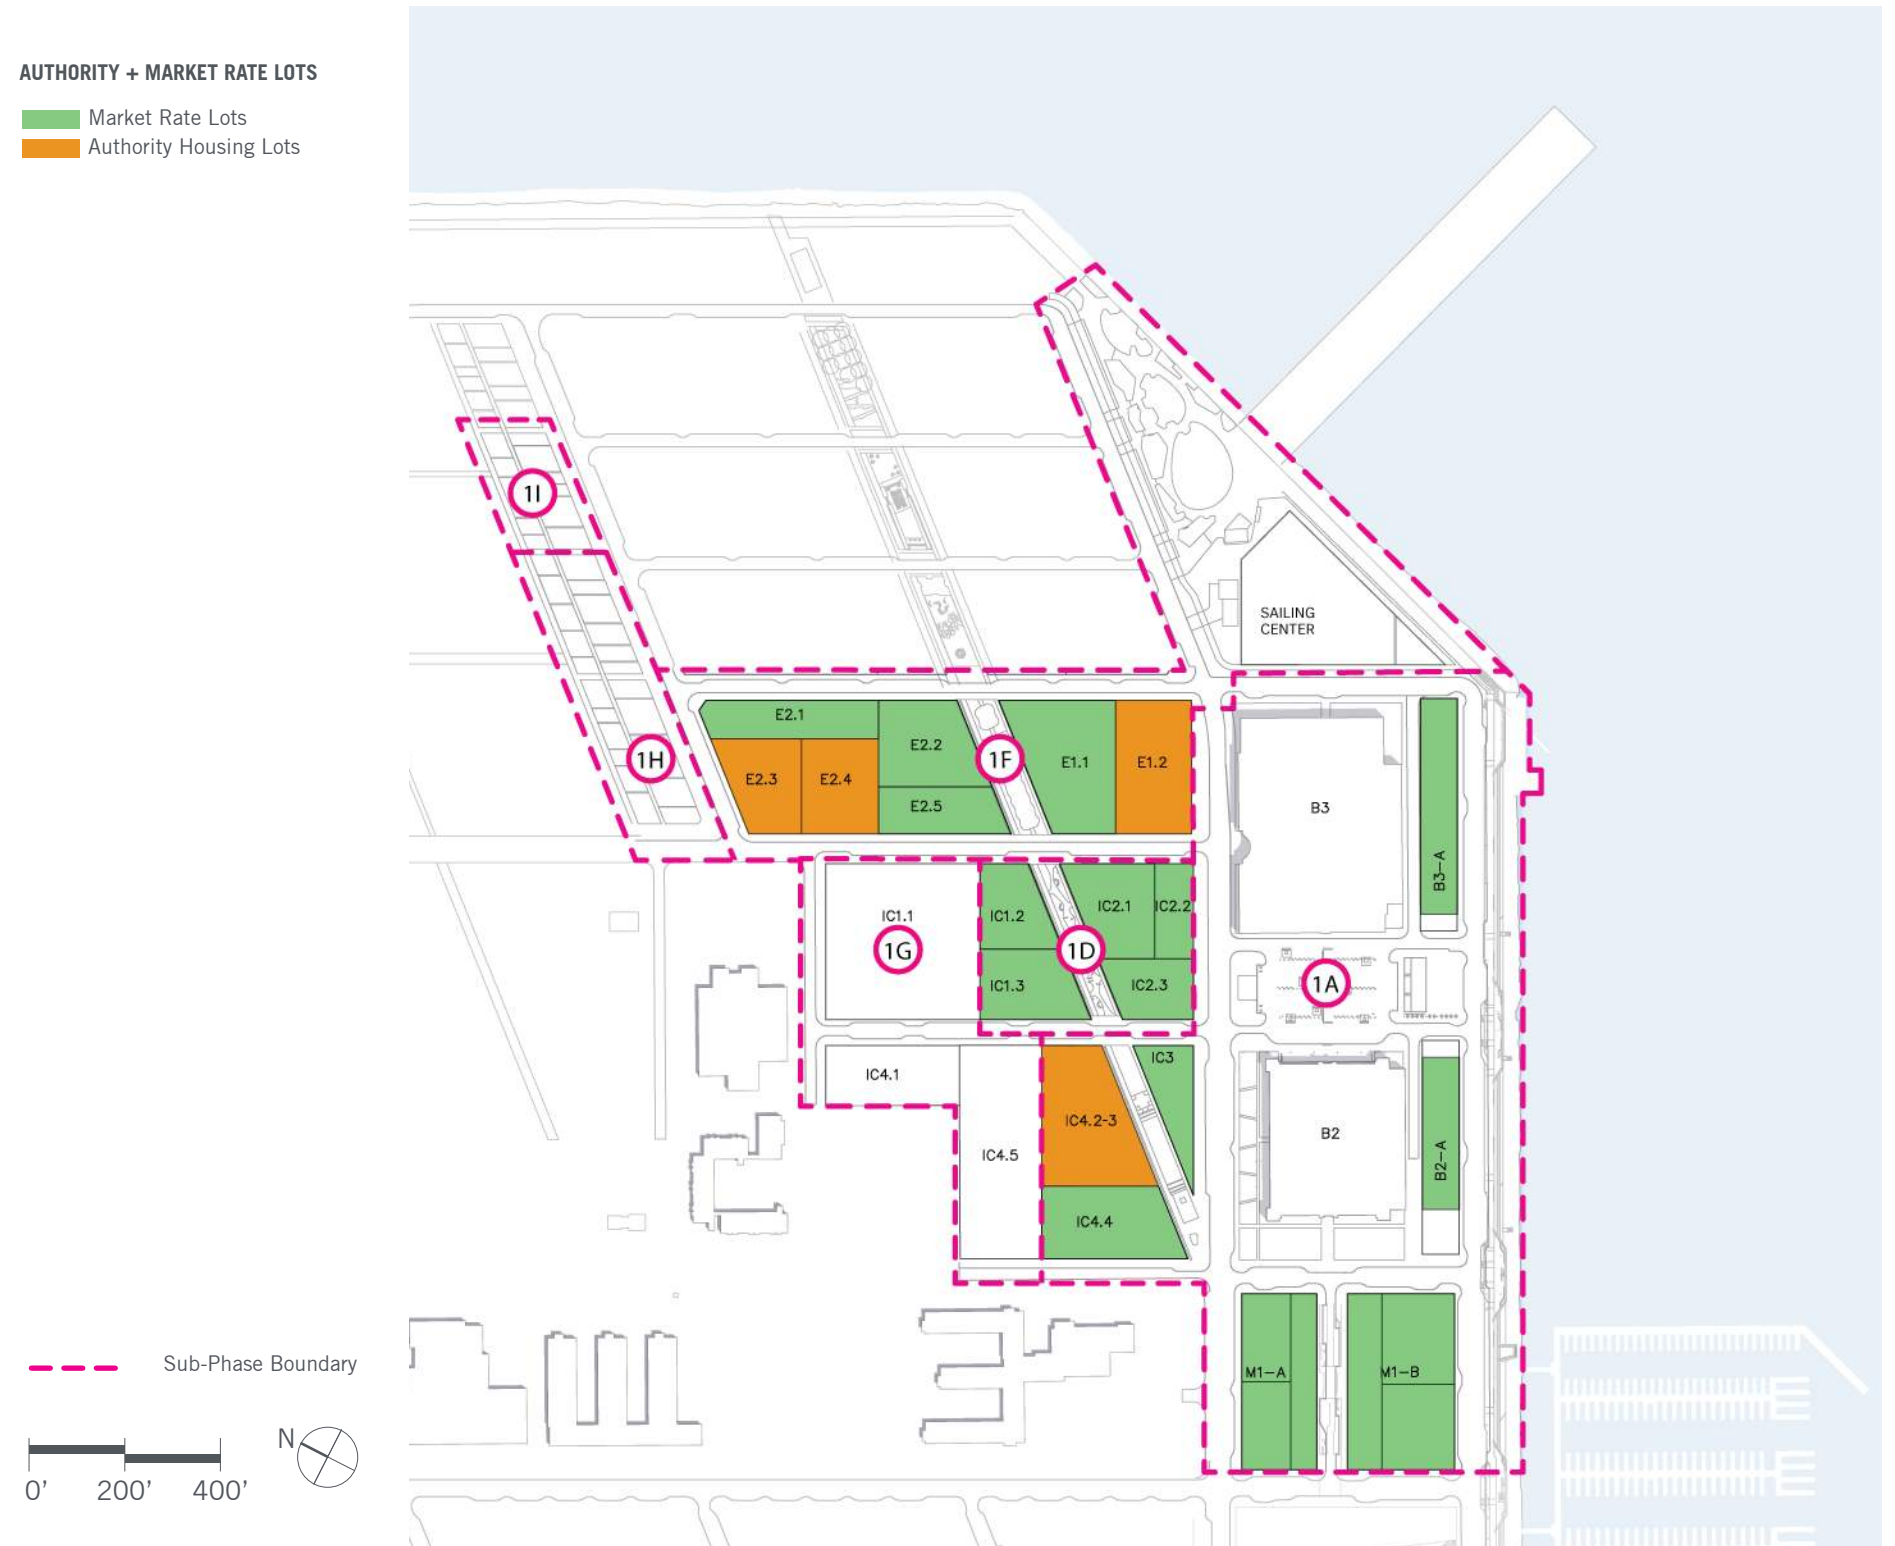 AUTHORITY + MARKET RATE LOTS
Market Rate Lots
Authority Housing Lots
1I
SAILING
CENTER
1H
E2.1
E2.2
E2.3
E2.4
E2.5
1F
E1.1
E1.2
B3
B3-A
IC1.1
1G
IC1.2
IC1.3
1D
IC2.1
IC2.2
IC2.3
1A
IC4.1
IC4.5
IC4.2-3
IC3
IC4.4
B2
B2-A
M1-A
M1-B
Sub-Phase Boundary
N
0' 200' 400'